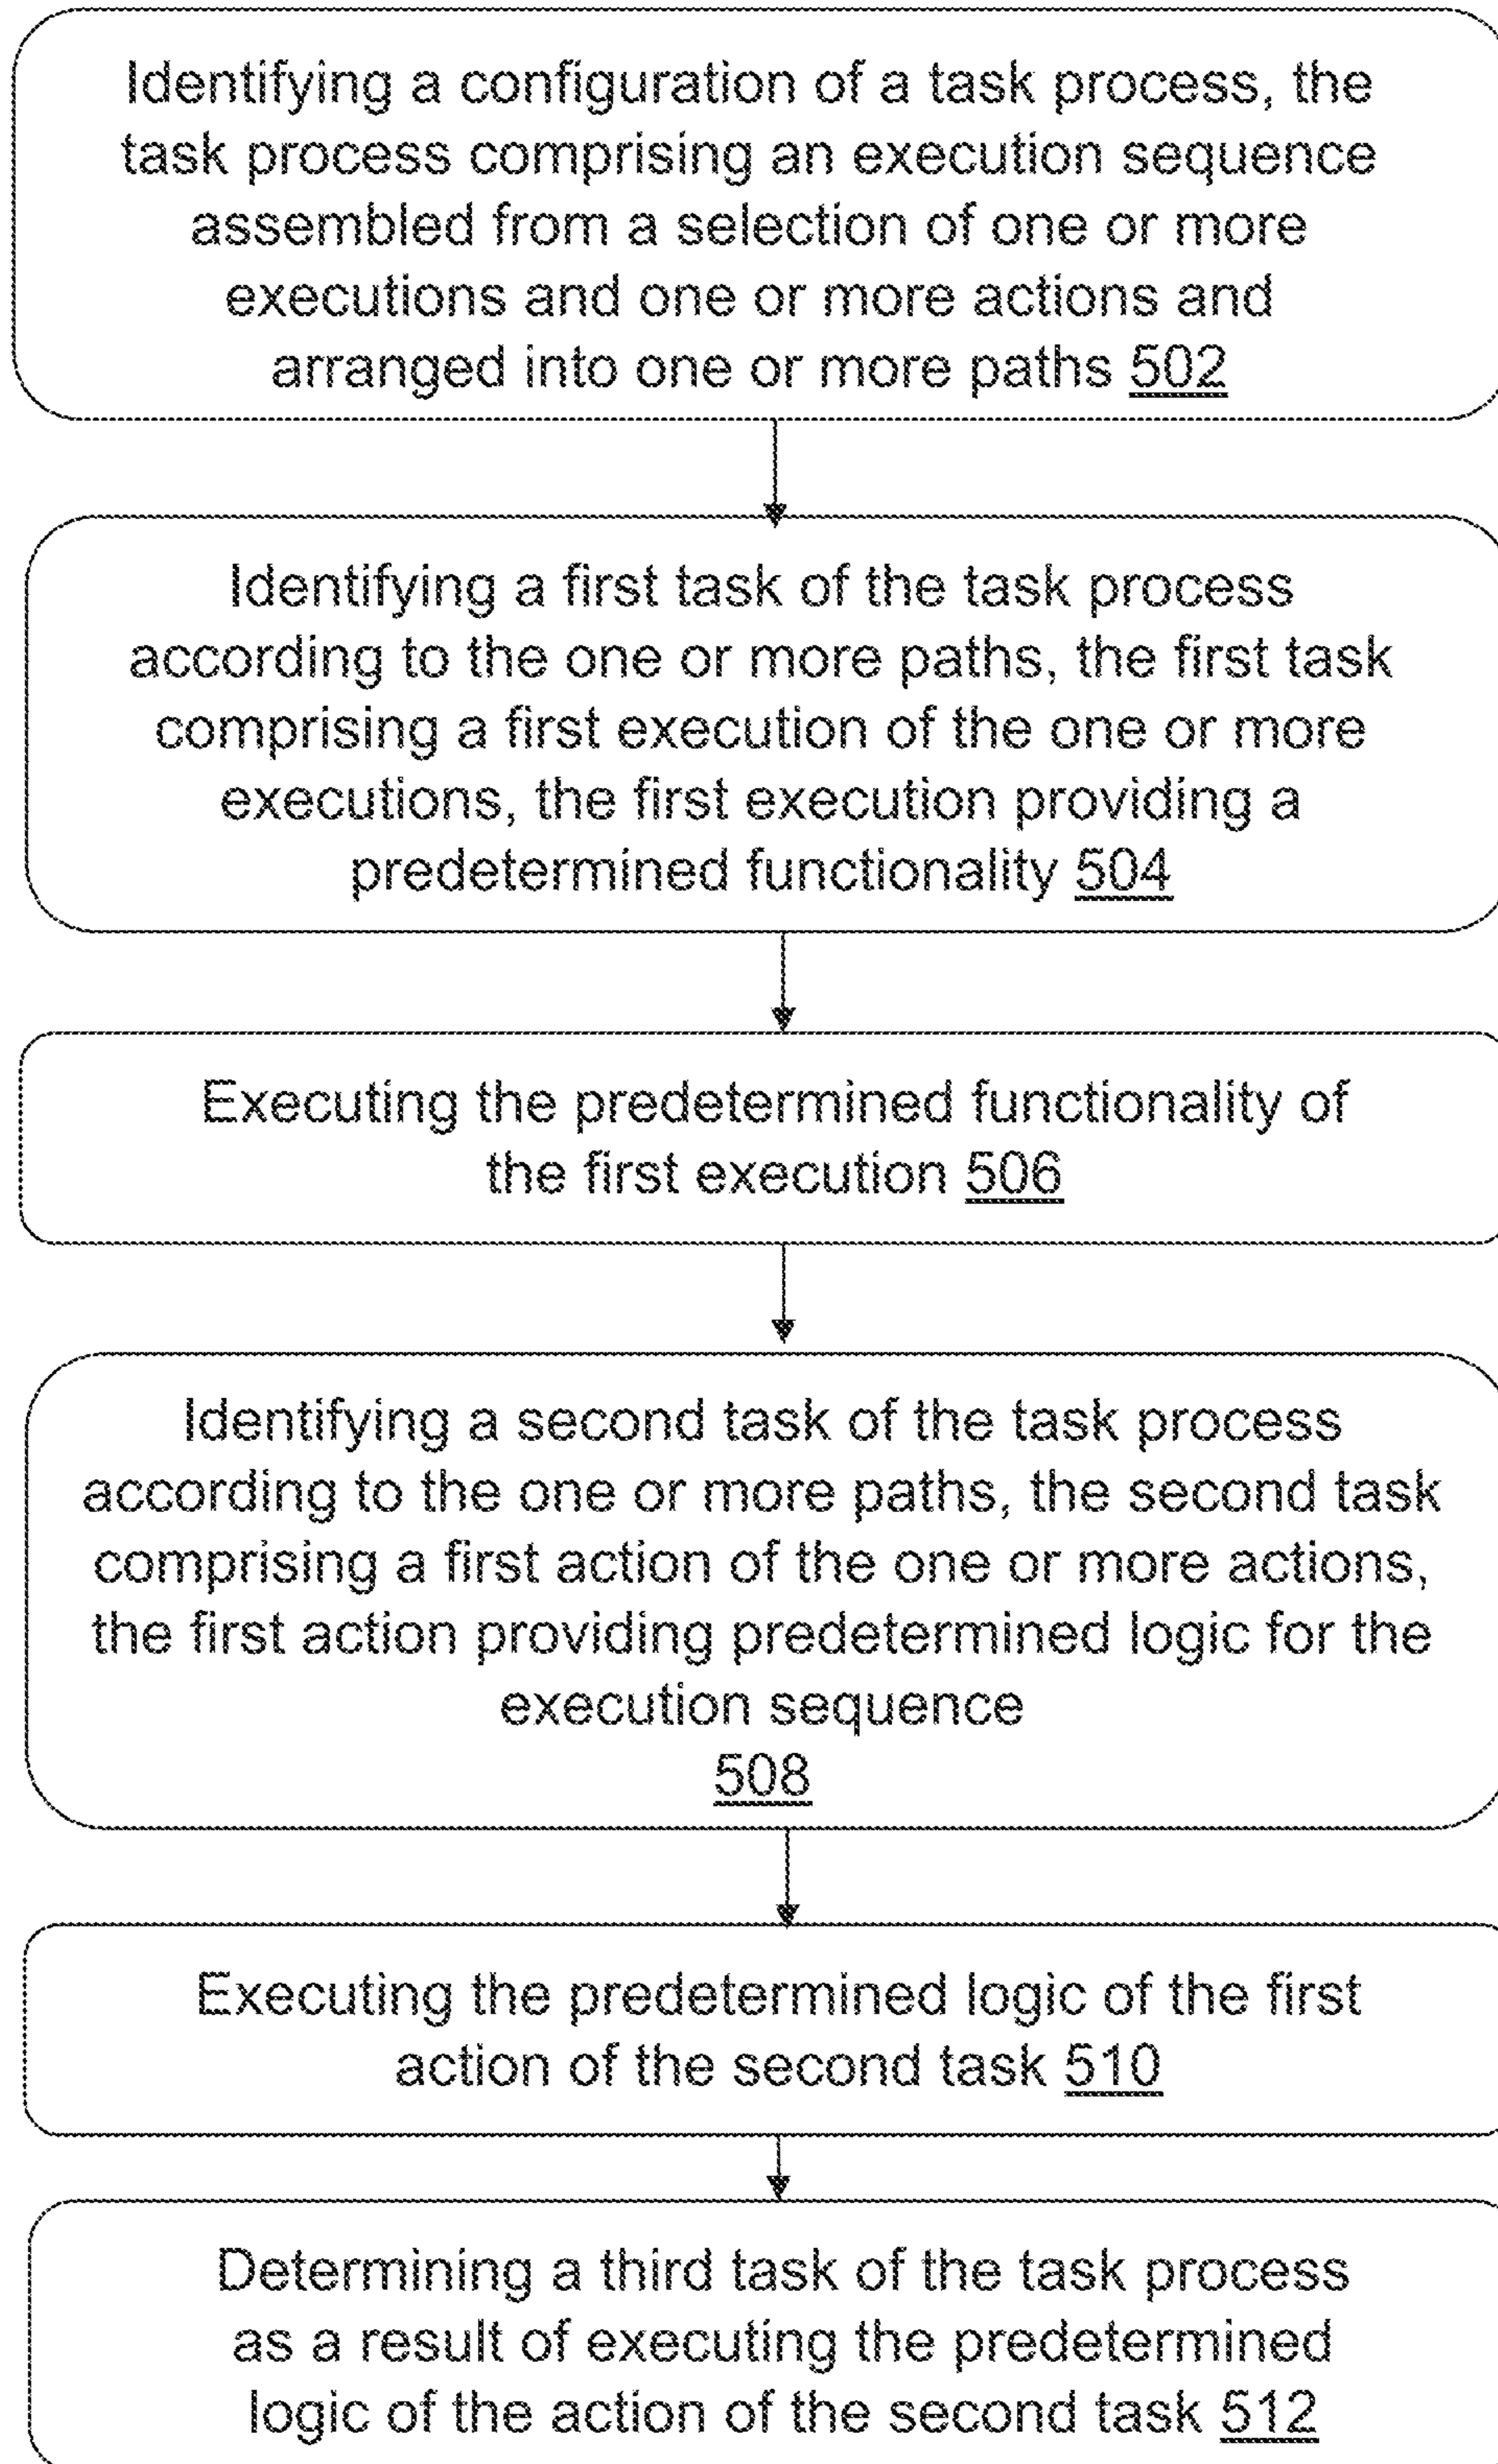 Identifying a configuration of a task process, the
task process comprising an execution sequence
assembled from a selection of one or more
executions and one or more actions and
arranged into one or more paths 502
Identifying a first task of the task process
according to the one or more paths, the first task
comprising a first execution of the one or more
executions, the first execution providing a
predetermined functionality 504
Executing the predetermined functionality of
the first execution 506
Identifying a second task of the task process
according to the one or more paths, the second task
comprising a first action of the one or more actions,
the first action providing predetermined logic for the
execution sequence
508
Executing the predetermined logic of the first
action of the second task 510
Determining a third task of the task process
as a result of executing the predetermined
logic of the action of the second task 512